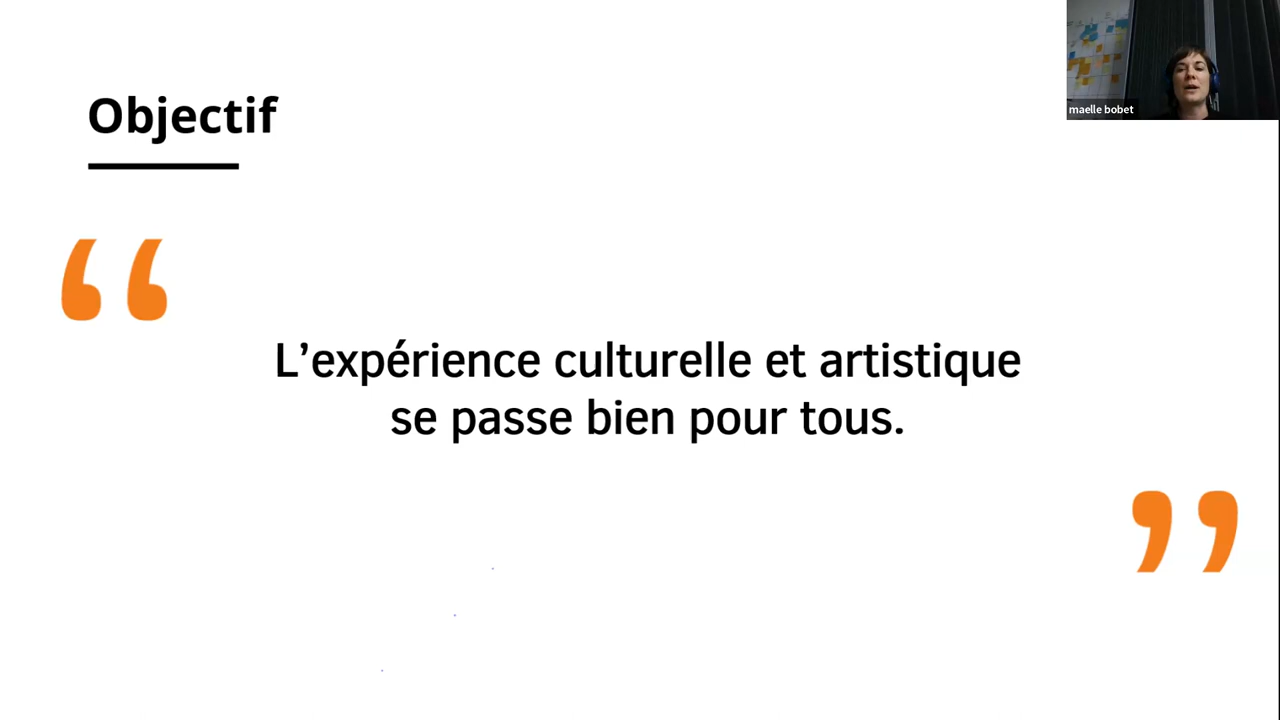 Objectif
“
L’expérience culturelle et artistique
se passe bien pour tous.
”
maelle bobet